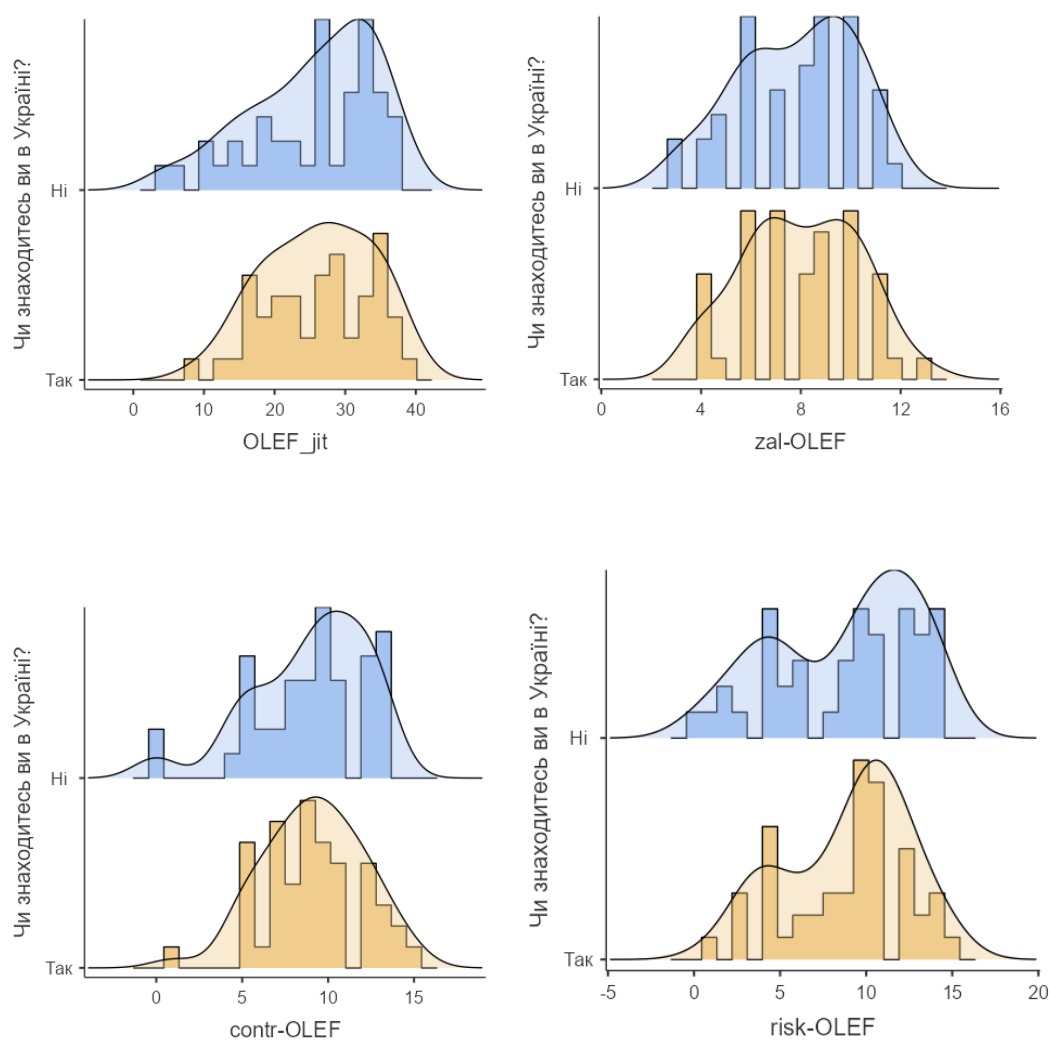 Чи знаходитесь ви в Україні?
Ні
Так
0 10 20 30 40
OLEF_jit
Чи знаходитесь ви в Україні?
Ні
Так
0 4 8 12 16
zal-OLEF
Чи знаходитесь ви в Україні?
Ні
Так
0 5 10 15
contr-OLEF
Чи знаходитесь ви в Україні?
Ні
Так
-5 0 5 10 15 20
risk-OLEF